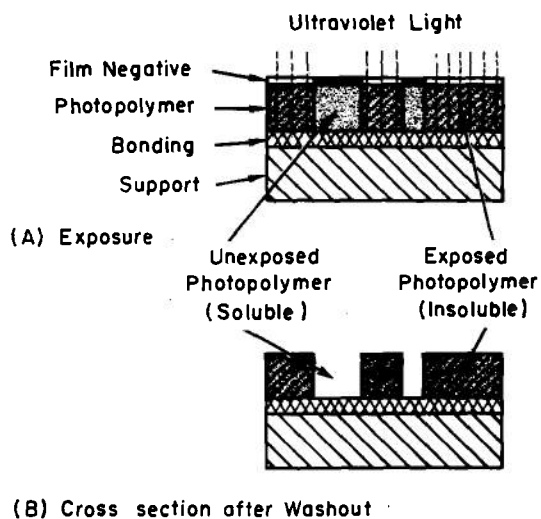 Ultraviolet Light
Film Negative
Photopolymer
Bonding
Support
(A) Exposure
Unexposed
Photopolymer
(Soluble)
Exposed
Photopolymer
(Insoluble)
(B) Cross section after Washout